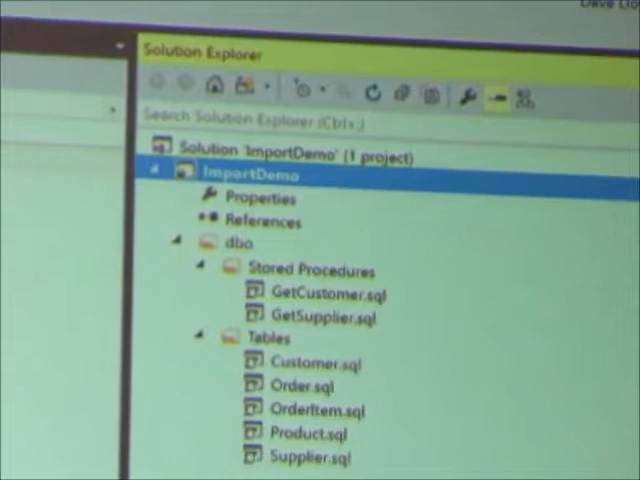 Dave
Solution Explorer
Search Solution Explorer (Ctrl+;)
Solution 'ImportDemo' (1 project)
ImportDemo
Properties
References
dbo
Stored Procedures
GetCustomer.sql
GetSupplier.sql
Tables
Customer.sql
Order.sql
OrderItem.sql
Product.sql
Supplier.sql